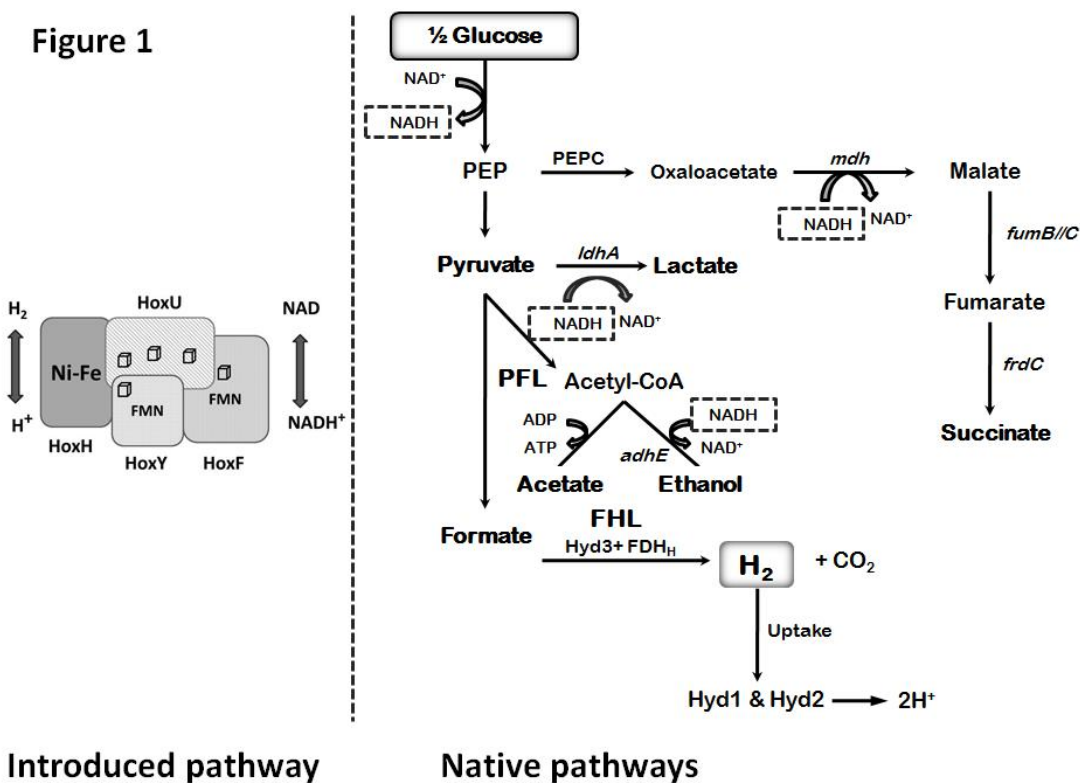 Figure 1
H2
H+
HoxU
Ni-Fe
FMN
FMN
HoxH
HoxY
HoxF
NAD
NADH+
Introduced pathway
½ Glucose
NAD+
NADH
PEP
PEPC
Oxaloacetate
mdh
NADH
NAD+
Malate
fumB//C
Fumarate
frdC
Succinate
Pyruvate
ldhA
Lactate
NADH
NAD+
PFL
Acetyl-CoA
ADP
ATP
NADH
NAD+
adhE
Acetate
Ethanol
Formate
FHL
Hyd3+ FDHH
H2
+ CO2
Uptake
Hyd1 & Hyd2
2H+
Native pathways